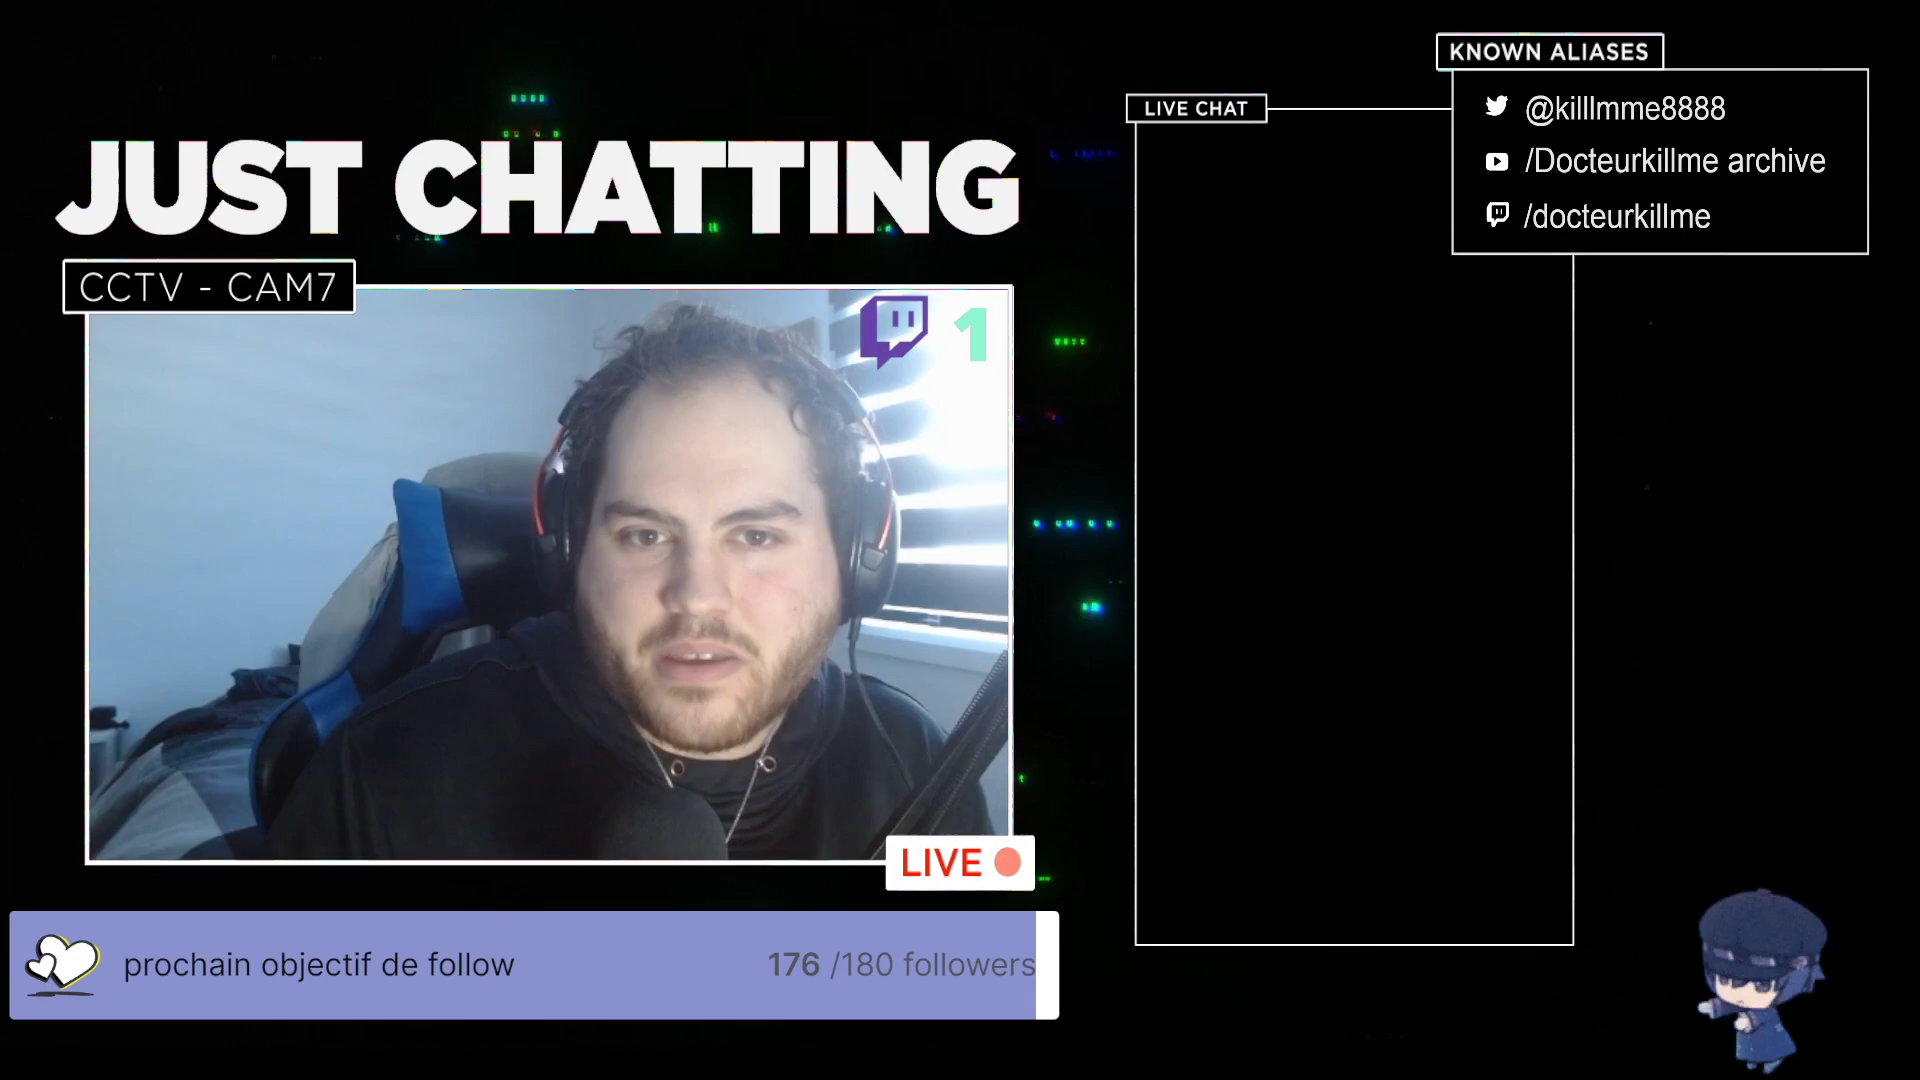 KNOWN ALIASES
@killlmme8888
/Docteurkillme archive
/docteurkillme
LIVE CHAT
JUST CHATTING
CCTV - CAM7
1
LIVE
prochain objectif de follow
176 /180 followers